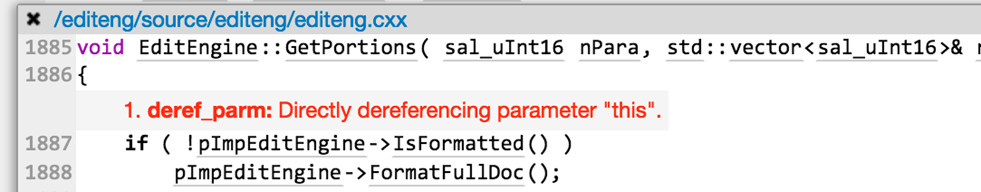 ✖ /editeng/source/editeng/editeng.cxx
1885 void EditEngine::GetPortions( sal_uInt16 nPara, std::vector<sal_uInt16>&
1886 {
1. deref_parm: Directly dereferencing parameter "this".
1887 if ( !pImpEditEngine->IsFormatted() )
1888 pImpEditEngine->FormatFullDoc();